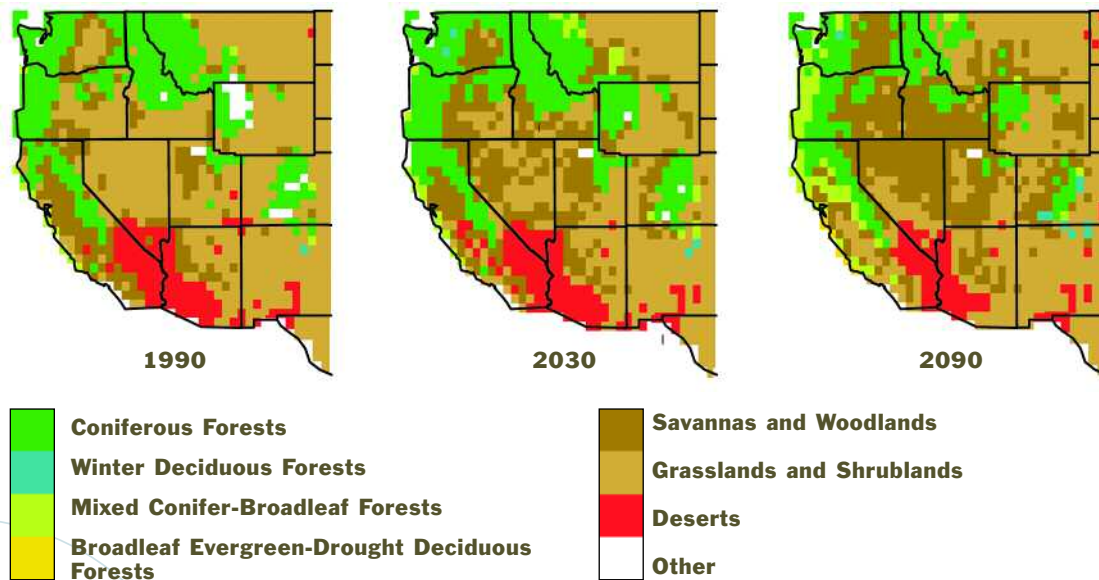 1990
2030
2090
Coniferous Forests
Winter Deciduous Forests
Mixed Conifer-Broadleaf Forests
Broadleaf Evergreen-Drought Deciduous
Forests
Savannas and Woodlands
Grasslands and Shrublands
Deserts
Other